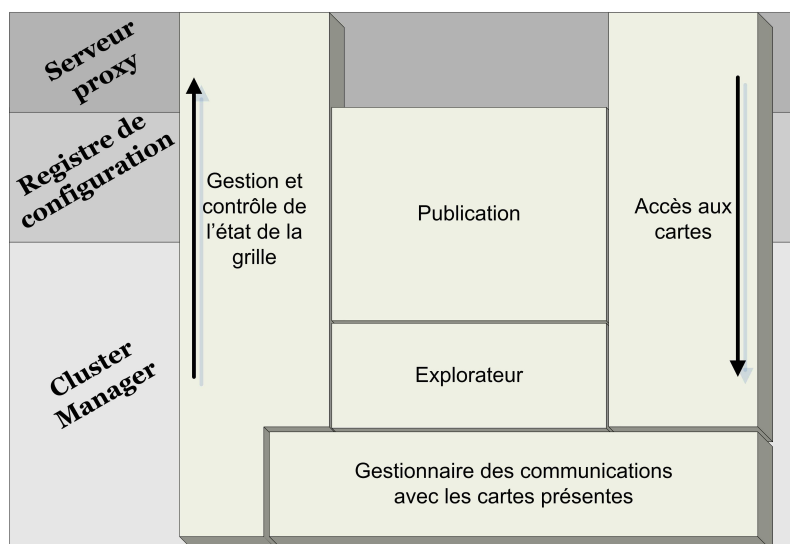 Serveur
proxy
Registre de
configuration
Cluster
Manager
Gestion et
contrôle de
l'état de la
grille
Publication
Accès aux
cartes
Explorateur
Gestionnaire des communications
avec les cartes présentes